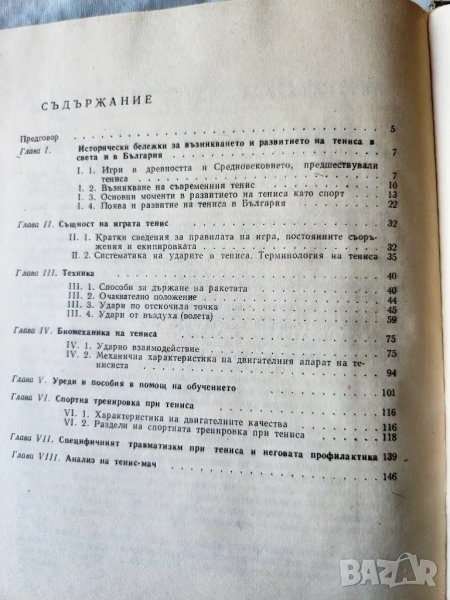 СЪДЪРЖАНИЕ
Предговор . . . . . 5
Глава I. Исторически бележки за възникването и развитието на тениса в
света и в България . . . . . 7
I. 1. Игри в древността и Средновековието, предшествували
тениса . . . . . 7
I. 2. Възникване на съвременния тенис . . . . . 10
I. 3. Основни моменти в развитието на тениса като спорт . 13
I. 4. Поява и развитие на тениса в България . . . . . 22
Глава II. Същност на играта тенис . . . . . 32
II. 1. Кратки сведения за правилата на игра, постоянните съоръ-
жения и екипировката . . . . . 32
II. 2. Систематика на ударите в тениса. Терминология на тениса 35
Глава III. Техника . . . . . 40
III. 1. Способи за държане на ракетата . . . . . 40
III. 2. Очаквателно положение . . . . . 44
III. 3. Удари по отскочила точка . . . . . 45
III. 4. Удари от въздуха (волета) . . . . . 59
Глава IV. Биомеханика на тениса . . . . . 75
IV. 1. Ударно взаимодействие . . . . . 75
IV. 2. Механична характеристика на двигателния апарат на те-
нисиста . . . . . 94
Глава V. Уреди и пособия в помощ на обучението . . . . . 101
Глава VI. Спортна тренировка при тениса . . . . . 116
VI. 1. Характеристика на двигателните качества . . . . . 116
VI. 2. Раздели на спортната тренировка при тениса . . . . . 118
Глава VII. Специфичният травматизъм при тениса и неговата профилактика 139
Глава VIII. Анализ на тенис-мач . . . . . 146
BAZAR